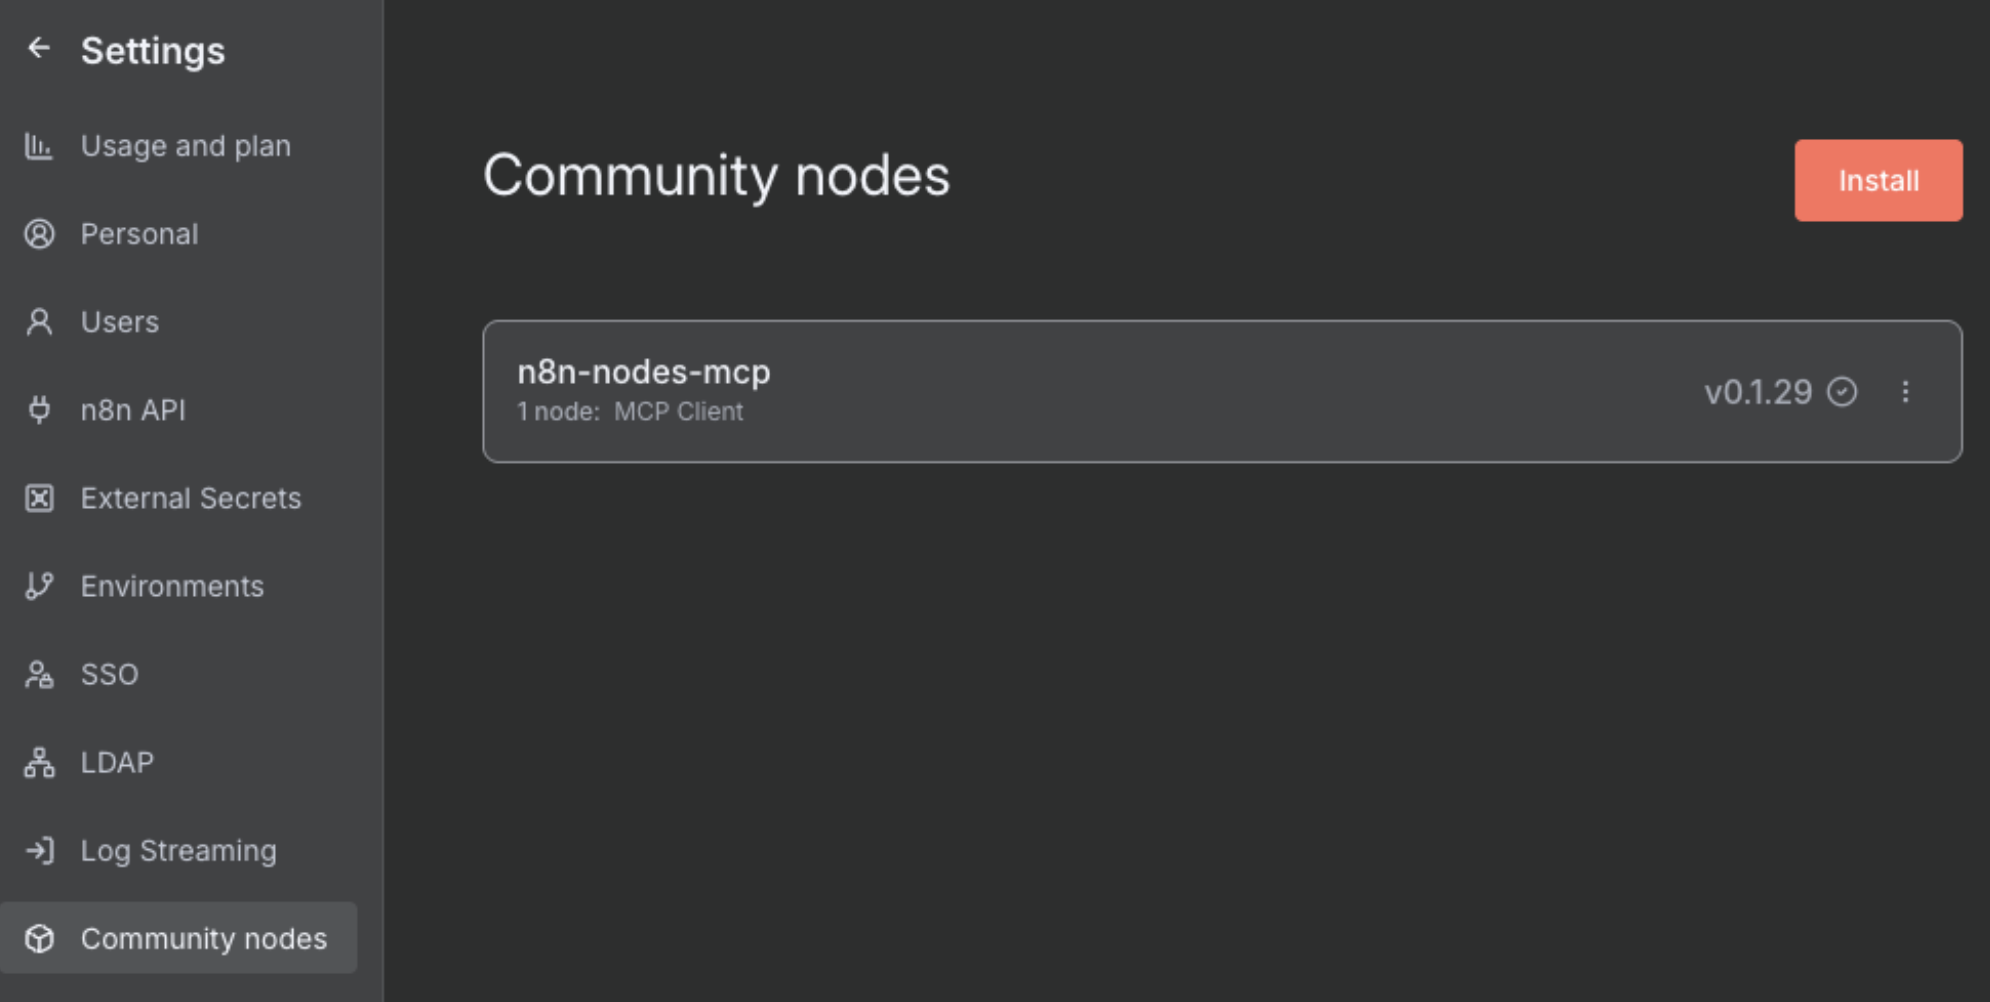 Settings
Usage and plan
Personal
Users
n8n API
External Secrets
Environments
SSO
LDAP
Log Streaming
Community nodes
Community nodes
Install
n8n-nodes-mcp
1 node: MCP Client
v0.1.29